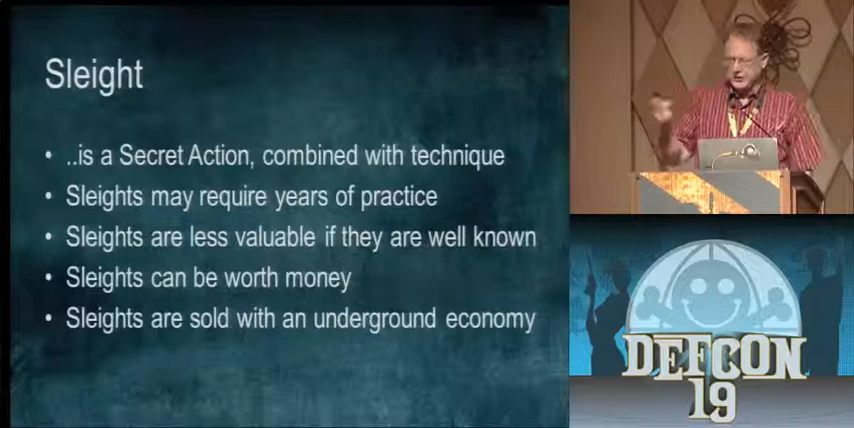 Sleight
• ..is a Secret Action, combined with technique
• Sleights may require years of practice
• Sleights are less valuable if they are well known
• Sleights can be worth money
• Sleights are sold with an underground economy
DEFCON
19